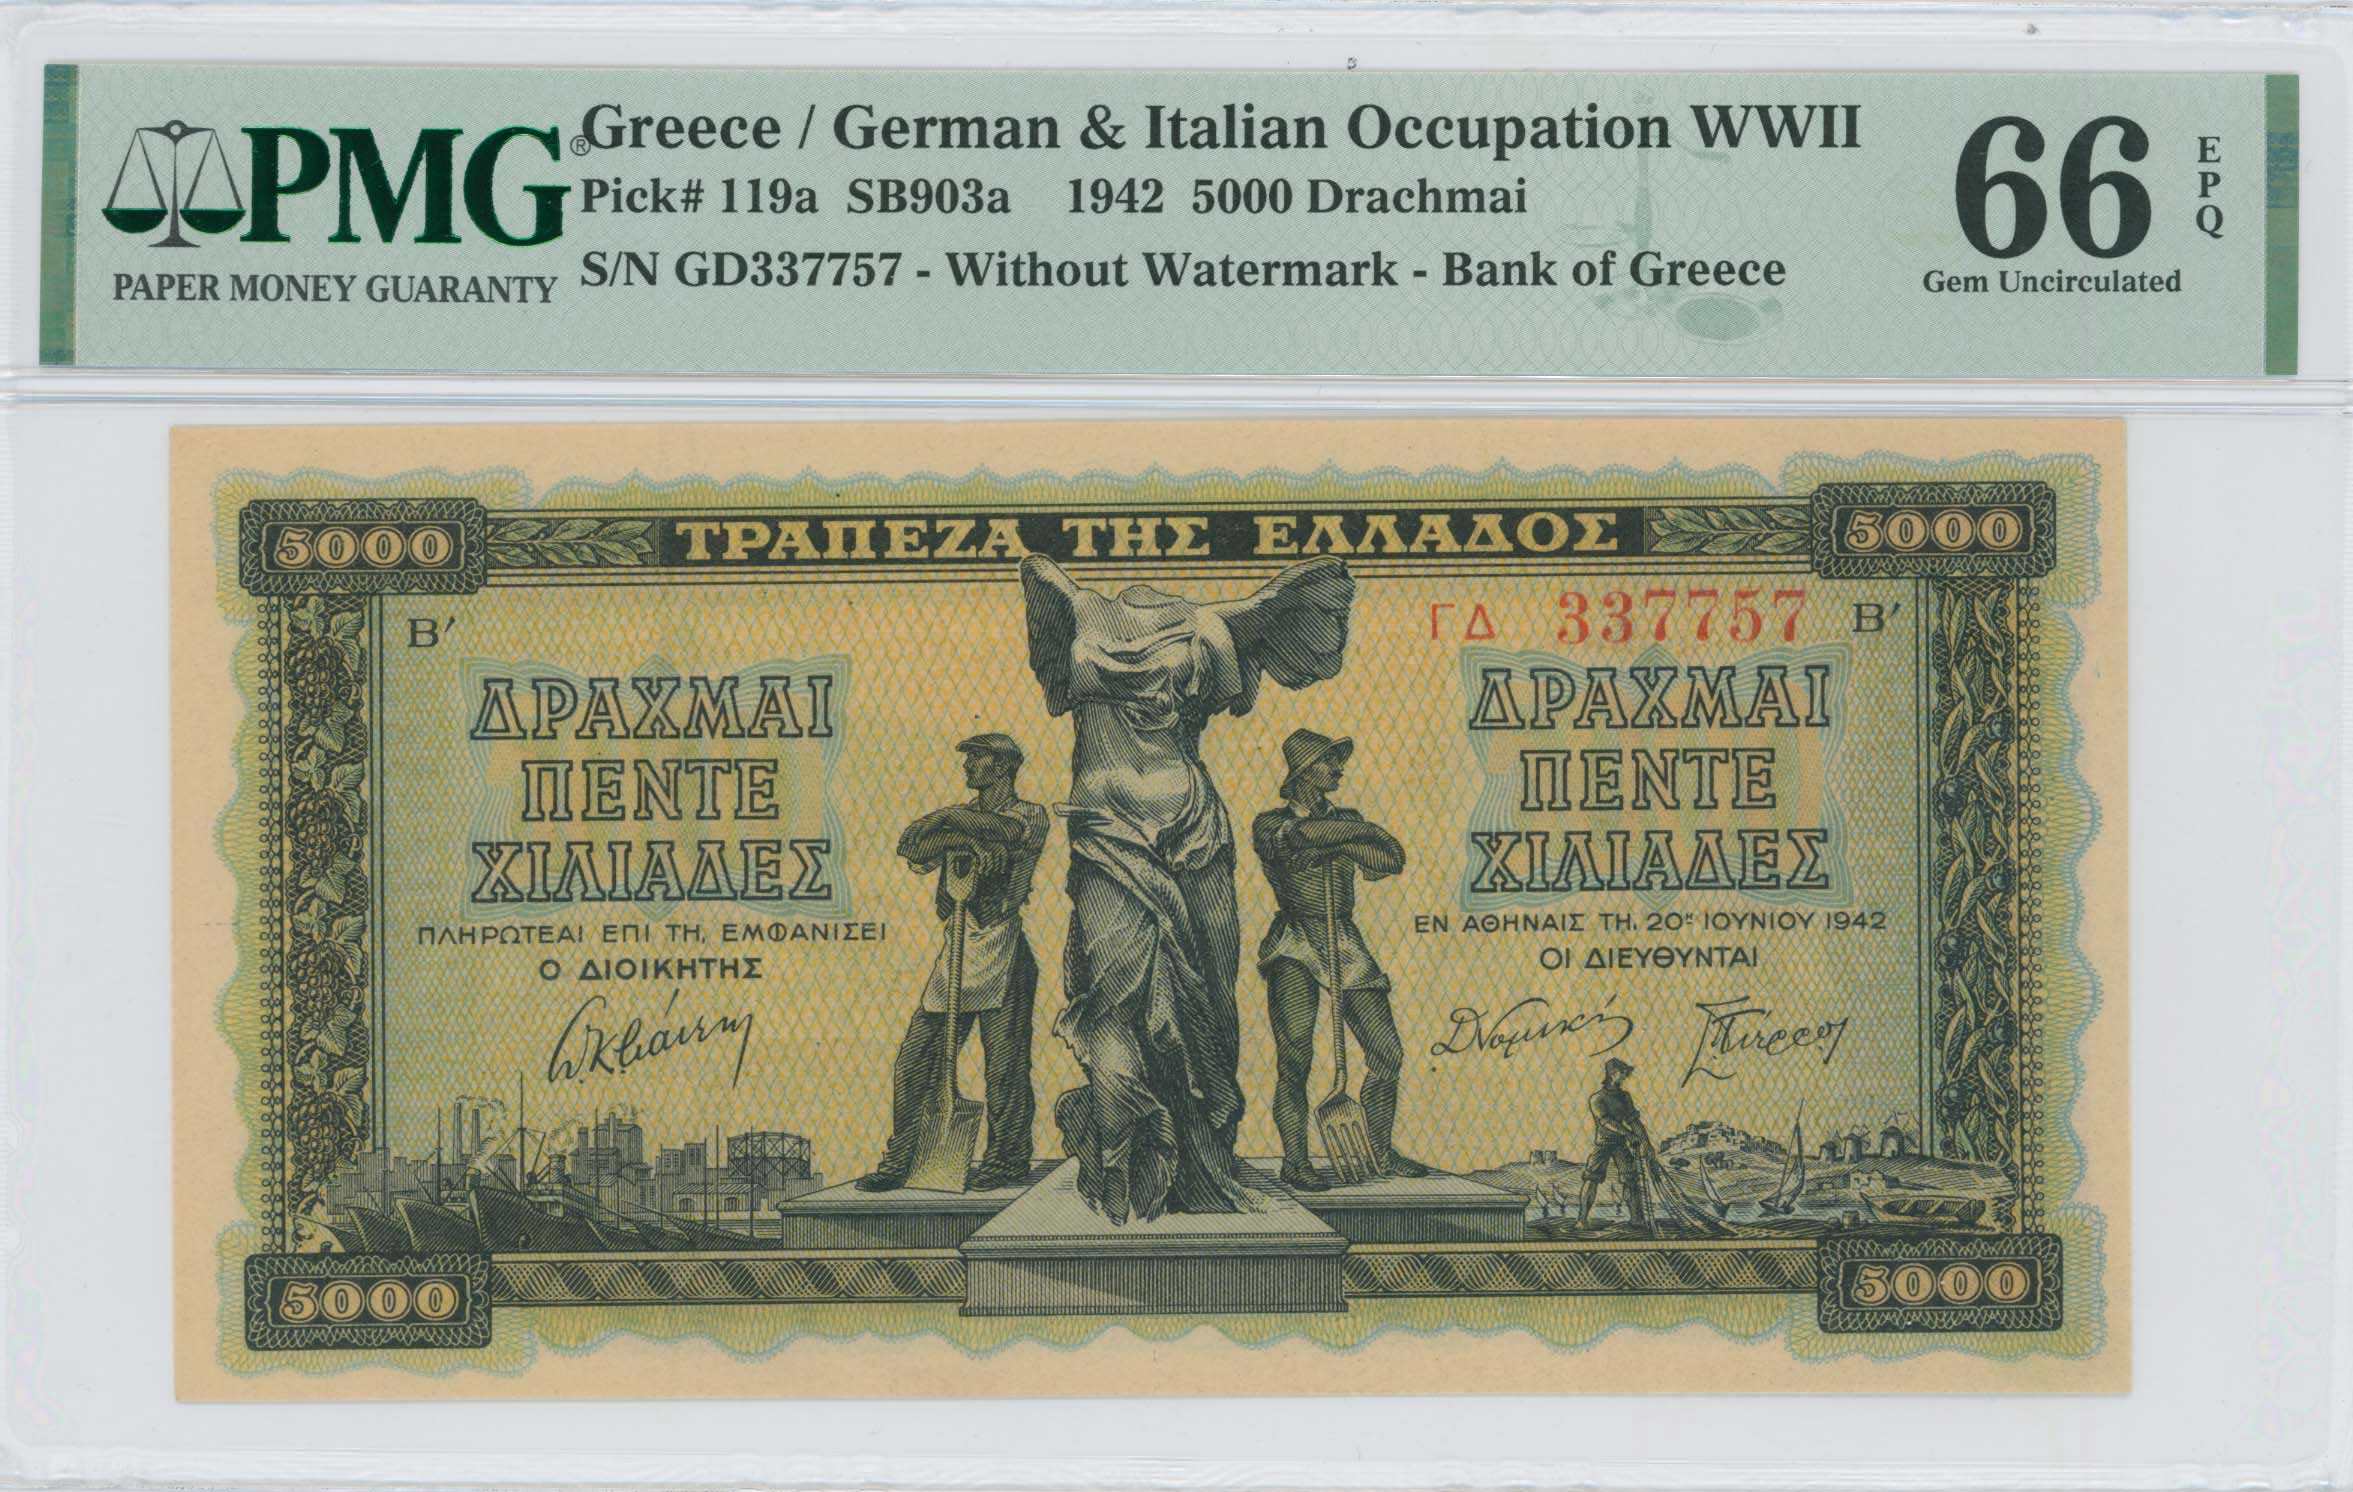 PMG®
PAPER MONEY GUARANTY
Greece / German & Italian Occupation WWII
Pick# 119a SB903a 1942 5000 Drachmai
S/N GD337757 - Without Watermark - Bank of Greece
66
EPQ
Gem Uncirculated
5000 ΤΡΑΠΕΖΑ ΤΗΣ ΕΛΛΑΔΟΣ 5000
Β′ ΓΔ 337757 Β′
ΔΡΑΧΜΑΙ
ΠΕΝΤΕ
ΧΙΛΙΑΔΕΣ
ΠΛΗΡΩΤΕΑΙ ΕΠΙ ΤΗ, ΕΜΦΑΝΙΣΕΙ
Ο ΔΙΟΙΚΗΤΗΣ
ΔΡΑΧΜΑΙ
ΠΕΝΤΕ
ΧΙΛΙΑΔΕΣ
ΕΝ ΑΘΗΝΑΙΣ ΤΗ, 20ῃ ΙΟΥΝΙΟΥ 1942
ΟΙ ΔΙΕΥΘΥΝΤΑΙ
5000 5000